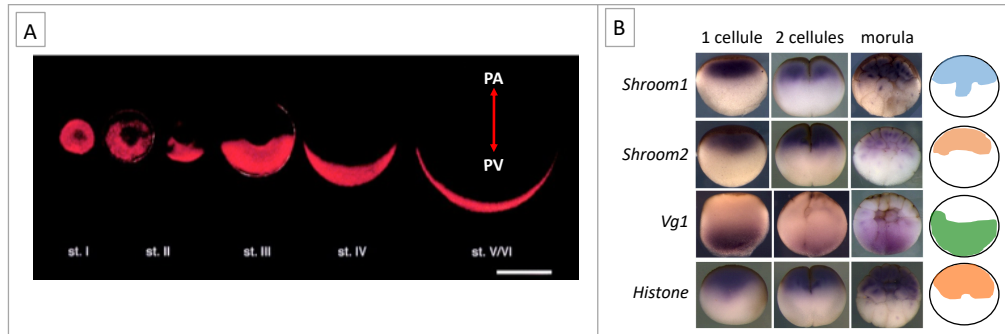 A
PA
PV
st. I
st. II
st. III
st. IV
st. V/VI
B
1 cellule
2 cellules
morula
Shroom1
Shroom2
Vg1
Histone